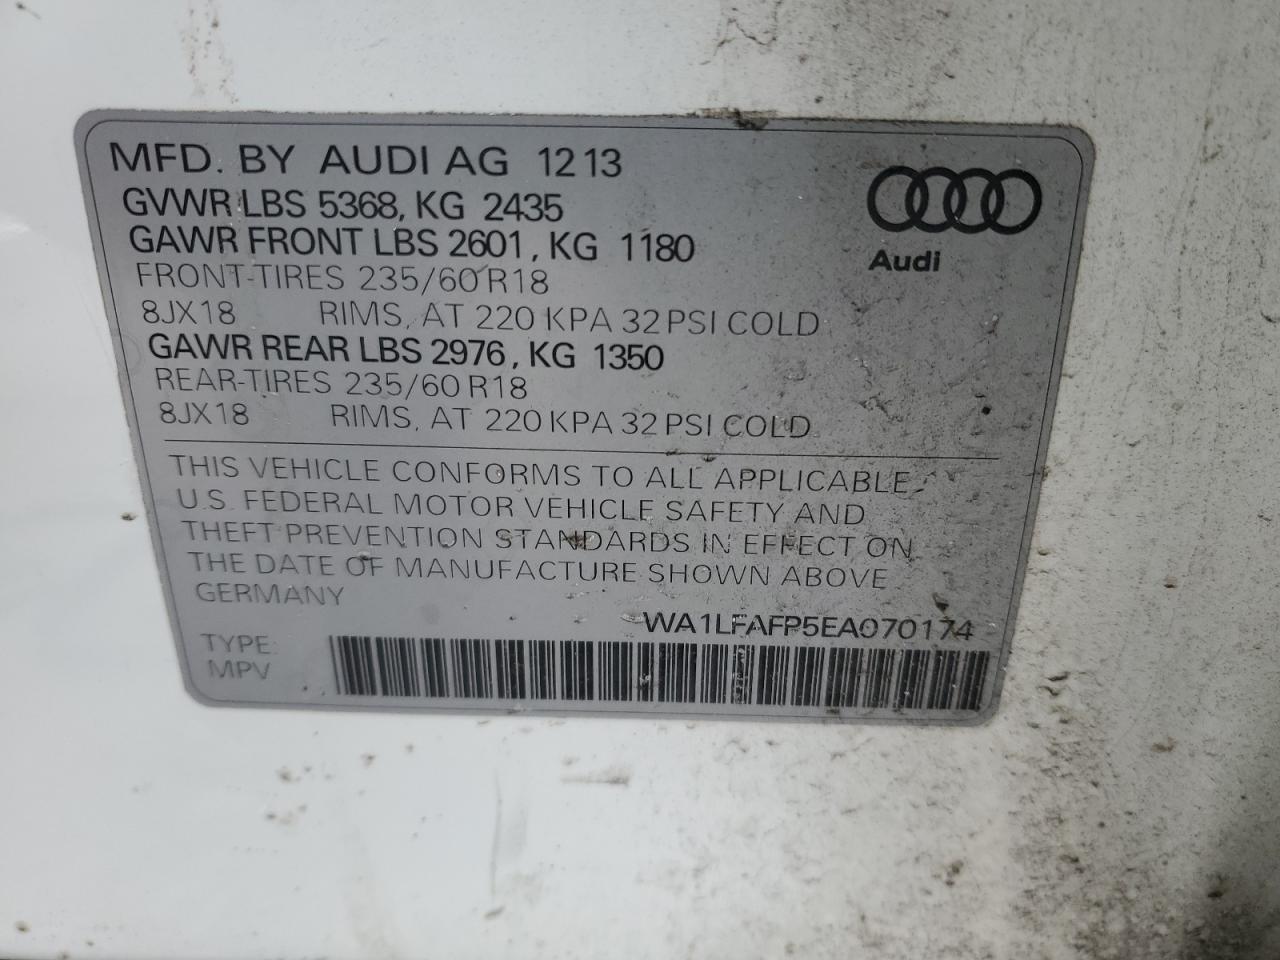 MFD. BY AUDI AG 12 13
GVWR LBS 5368, KG 2435
GAWR FRONT LBS 2601, KG 1180
FRONT-TIRES 235/60 R18
8JX18 RIMS, AT 220 KPA 32 PSI COLD
GAWR REAR LBS 2976, KG 1350
REAR-TIRES 235/60 R18
8JX18 RIMS, AT 220 KPA 32 PSI COLD
Audi
THIS VEHICLE CONFORMS TO ALL APPLICABLE
U.S. FEDERAL MOTOR VEHICLE SAFETY AND
THEFT PREVENTION STANDARDS IN EFFECT ON
THE DATE OF MANUFACTURE SHOWN ABOVE
GERMANY
WA1LFAFP5EA070174
TYPE:
MPV